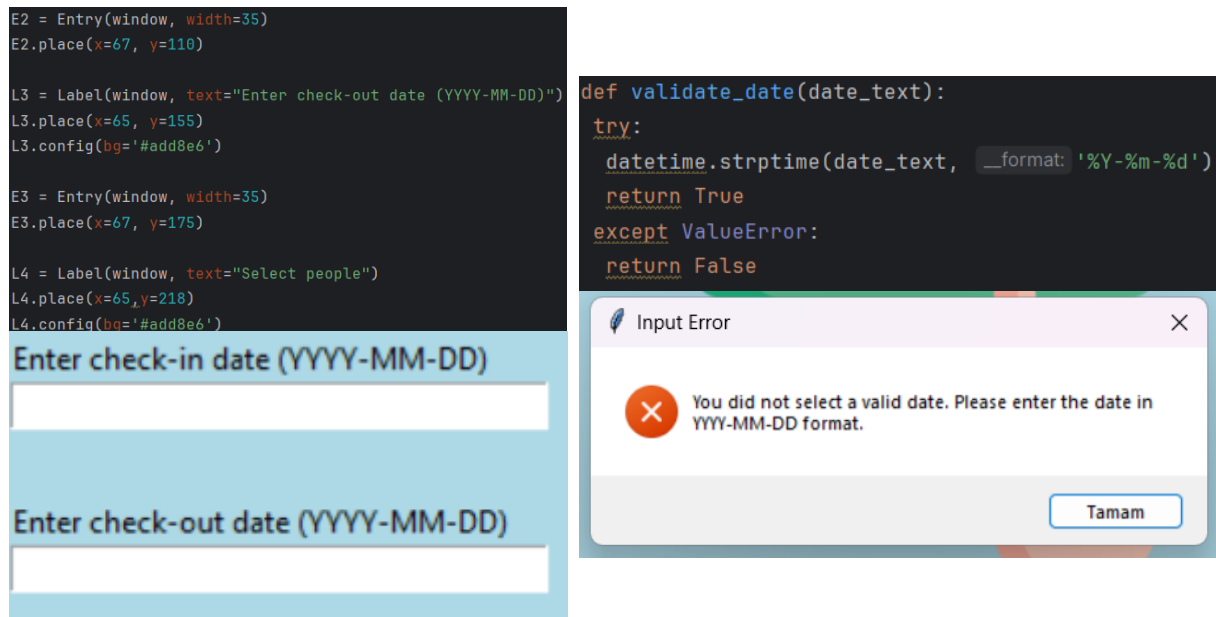 E2 = Entry(window, width=35)
E2.place(x=67, y=110)
L3 = Label(window, text="Enter check-out date (YYYY-MM-DD)")
L3.place(x=65, y=155)
L3.config(bg='#add8e6')
E3 = Entry(window, width=35)
E3.place(x=67, y=175)
L4 = Label(window, text="Select people")
L4.place(x=65,y=218)
L4.config(bg='#add8e6')
Enter check-in date (YYYY-MM-DD)
Enter check-out date (YYYY-MM-DD)
def validate_date(date_text):
try:
datetime.strptime(date_text, __format: '%Y-%m-%d')
return True
except ValueError:
return False
Input Error
You did not select a valid date. Please enter the date in
YYYY-MM-DD format.
Tamam